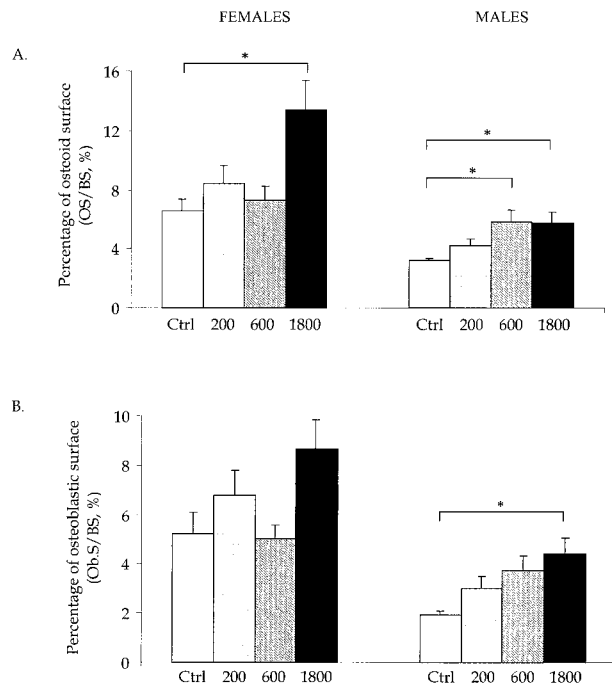 FEMALES MALES
A.
Percentage of osteoid surface
(OS/BS, %)
16
12
8
4
0
*
*
*
Ctrl 200 600 1800
Ctrl 200 600 1800
B.
Percentage of osteoblastic surface
(Ob.S/BS, %)
10
8
6
4
2
0
*
Ctrl 200 600 1800
Ctrl 200 600 1800